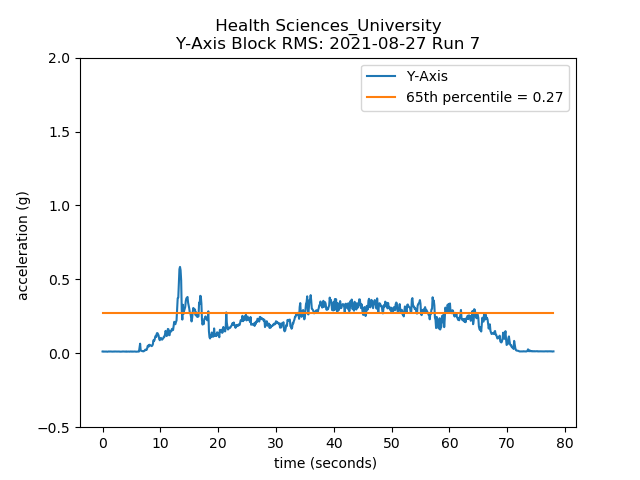 Health Sciences_University
Y-Axis Block RMS: 2021-08-27 Run 7
2.0
1.5
1.0
0.5
0.0
−0.5
acceleration (g)
Y-Axis
65th percentile = 0.27
0 10 20 30 40 50 60 70 80
time (seconds)